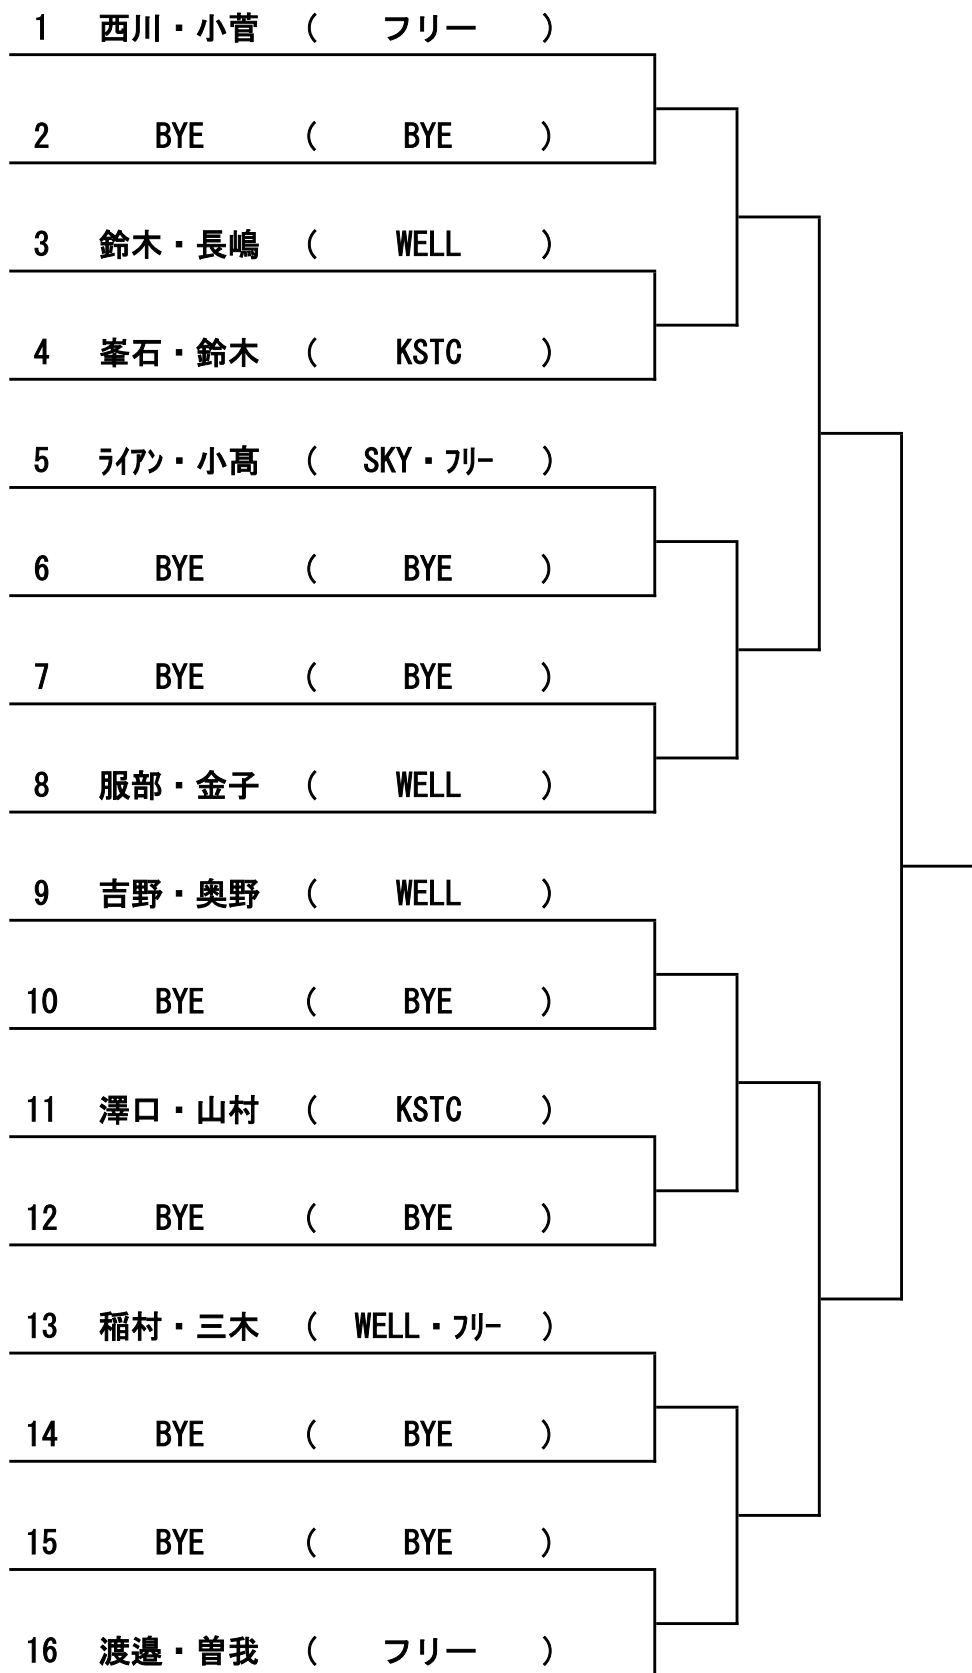 1 西川・小菅 ( フリー )
2 BYE ( BYE )
3 鈴木・長嶋 ( WELL )
4 峯石・鈴木 ( KSTC )
5 ﾗｲｱﾝ・小髙 ( SKY・ﾌﾘｰ )
6 BYE ( BYE )
7 BYE ( BYE )
8 服部・金子 ( WELL )
9 吉野・奥野 ( WELL )
10 BYE ( BYE )
11 澤口・山村 ( KSTC )
12 BYE ( BYE )
13 稲村・三木 ( WELL・ﾌﾘｰ )
14 BYE ( BYE )
15 BYE ( BYE )
16 渡邉・曽我 ( フリー )